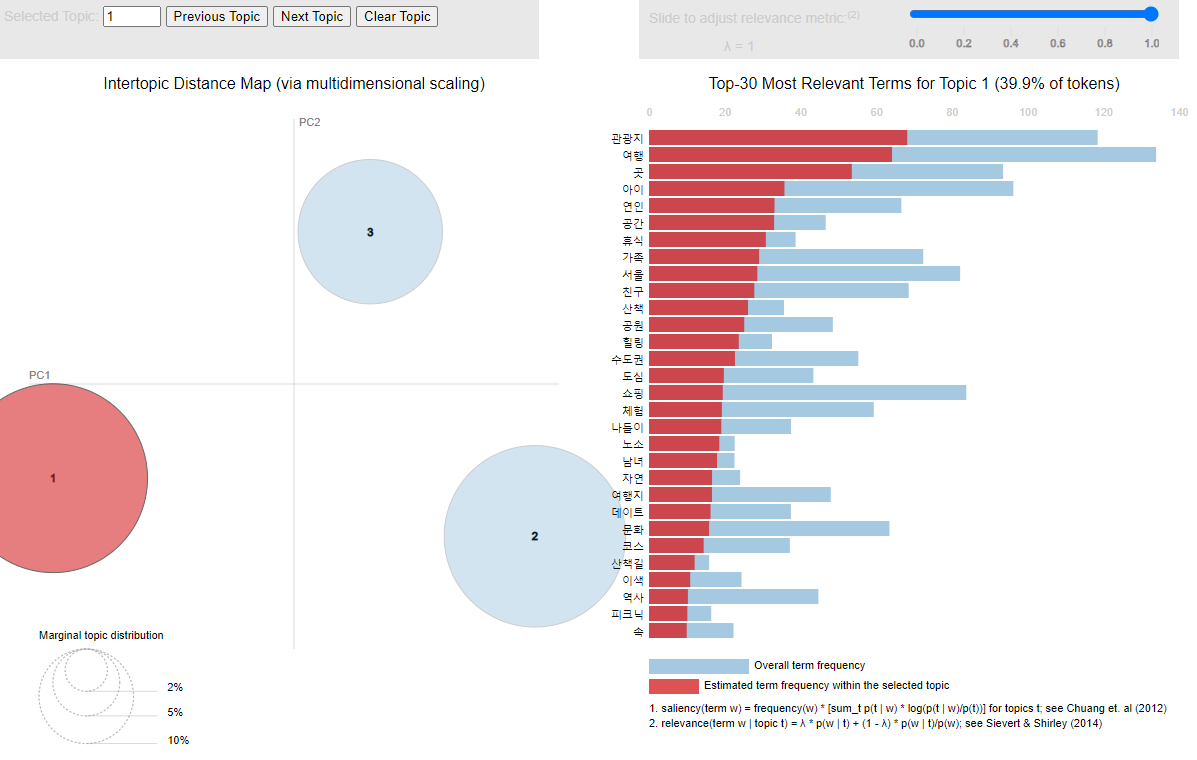 Selected Topic: 1 Previous Topic Next Topic Clear Topic
Slide to adjust relevance metric:(2)
λ = 1
0.0 0.2 0.4 0.6 0.8 1.0
Intertopic Distance Map (via multidimensional scaling)
PC2
PC1
3
1
2
Marginal topic distribution
2%
5%
10%
Top-30 Most Relevant Terms for Topic 1 (39.9% of tokens)
0 20 40 60 80 100 120 140
관광지
여행
곳
아이
연인
공간
휴식
가족
서울
친구
산책
공원
힐링
수도권
도심
쇼핑
체험
나들이
노소
남녀
자연
여행지
데이트
문화
코스
산책길
이색
역사
피크닉
속
Overall term frequency
Estimated term frequency within the selected topic
1. saliency(term w) = frequency(w) * [sum_t p(t | w) * log(p(t | w)/p(t))] for topics t; see Chuang et. al (2012)
2. relevance(term w | topic t) = λ * p(w | t) + (1 - λ) * p(w | t)/p(w); see Sievert & Shirley (2014)